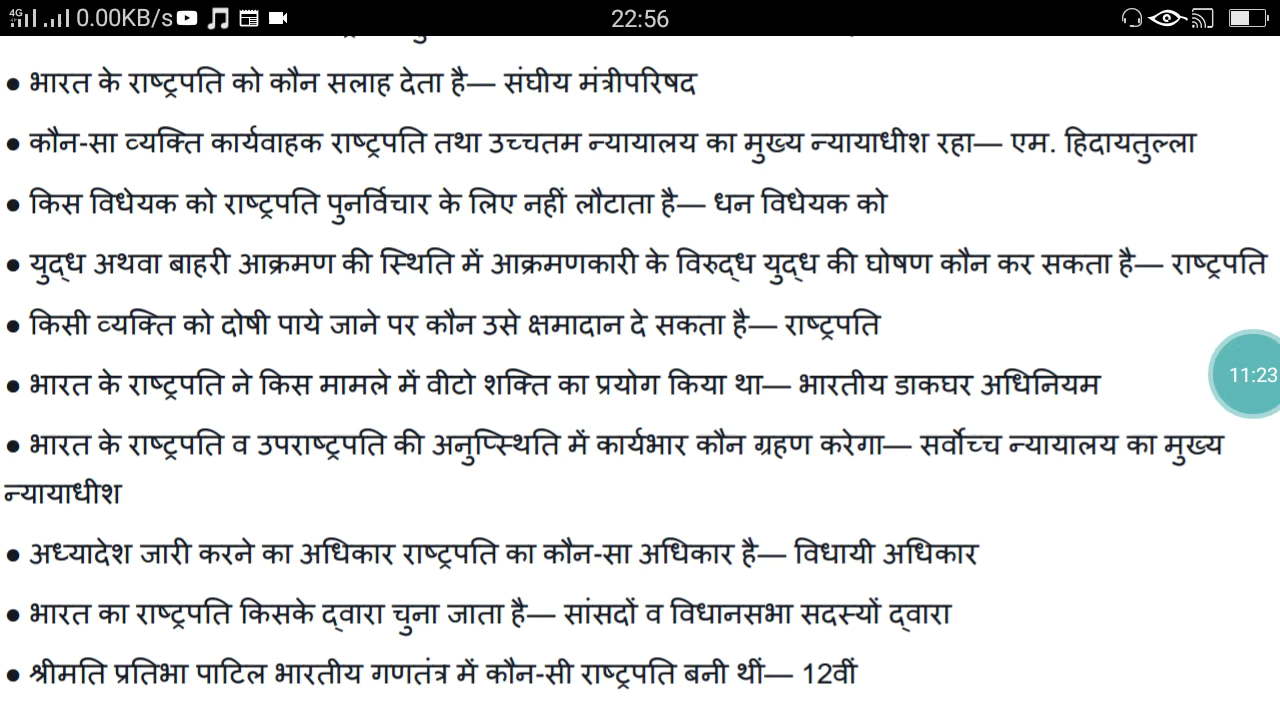 4G 0.00KB/s 22:56
• भारत के राष्ट्रपति को कौन सलाह देता है— संघीय मंत्रीपरिषद
• कौन-सा व्यक्ति कार्यवाहक राष्ट्रपति तथा उच्चतम न्यायालय का मुख्य न्यायाधीश रहा— एम. हिदायतुल्ला
• किस विधेयक को राष्ट्रपति पुनर्विचार के लिए नहीं लौटाता है— धन विधेयक को
• युद्ध अथवा बाहरी आक्रमण की स्थिति में आक्रमणकारी के विरुद्ध युद्ध की घोषण कौन कर सकता है— राष्ट्रपति
• किसी व्यक्ति को दोषी पाये जाने पर कौन उसे क्षमादान दे सकता है— राष्ट्रपति
• भारत के राष्ट्रपति ने किस मामले में वीटो शक्ति का प्रयोग किया था— भारतीय डाकघर अधिनियम
11:23
• भारत के राष्ट्रपति व उपराष्ट्रपति की अनुप्स्थिति में कार्यभार कौन ग्रहण करेगा— सर्वोच्च न्यायालय का मुख्य
न्यायाधीश
• अध्यादेश जारी करने का अधिकार राष्ट्रपति का कौन-सा अधिकार है— विधायी अधिकार
• भारत का राष्ट्रपति किसके द्वारा चुना जाता है— सांसदों व विधानसभा सदस्यों द्वारा
• श्रीमति प्रतिभा पाटिल भारतीय गणतंत्र में कौन-सी राष्ट्रपति बनी थीं— 12वीं